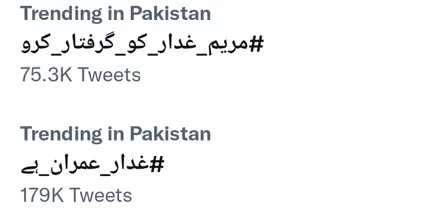 Trending in Pakistan
#مریم_غدار_کو_گرفتار_کرو
75.3K Tweets
Trending in Pakistan
#غدار_عمران_ہے
179K Tweets